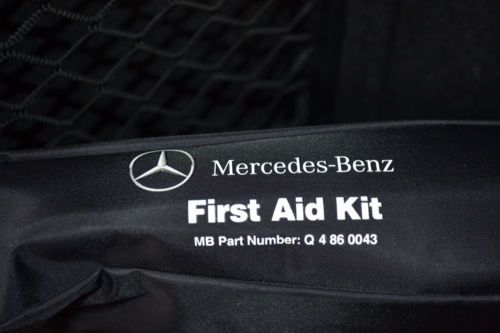 Mercedes-Benz
First Aid Kit
MB Part Number: Q 4 86 0043